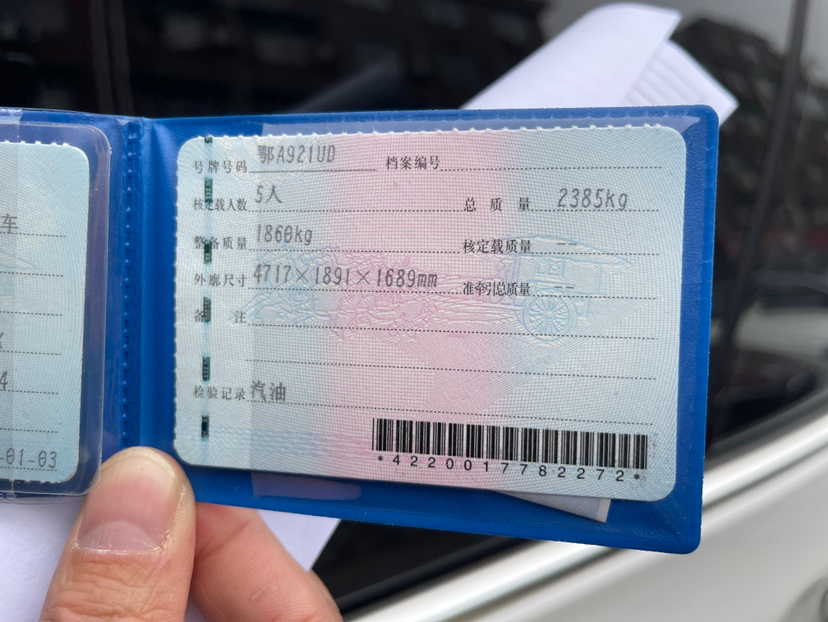 号牌号码 鄂A921UD 档案编号
核定载人数 5人 总质量 2385kg
整备质量 1860kg 核定载质量 --
外廓尺寸 4717×1891×1689mm 准牵引总质量 --
备注
检验记录 汽油
*4220017782272*
车
4
-01-03